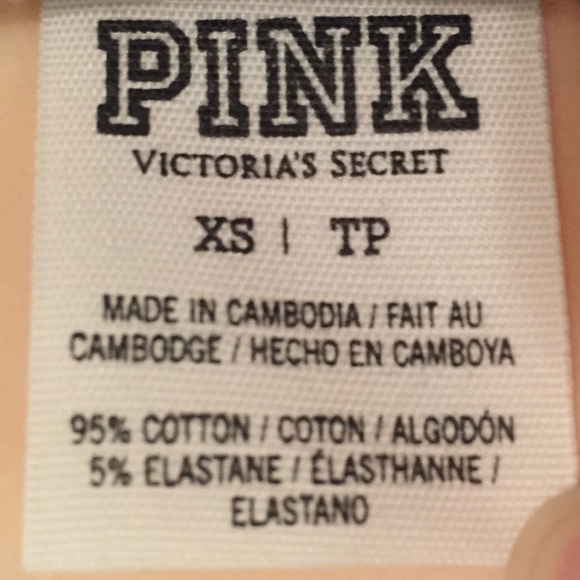 PINK
VICTORIA'S SECRET
XS | TP
MADE IN CAMBODIA / FAIT AU
CAMBODGE / HECHO EN CAMBOYA
95% COTTON / COTON / ALGODÓN
5% ELASTANE / ÉLASTHANNE /
ELASTANO